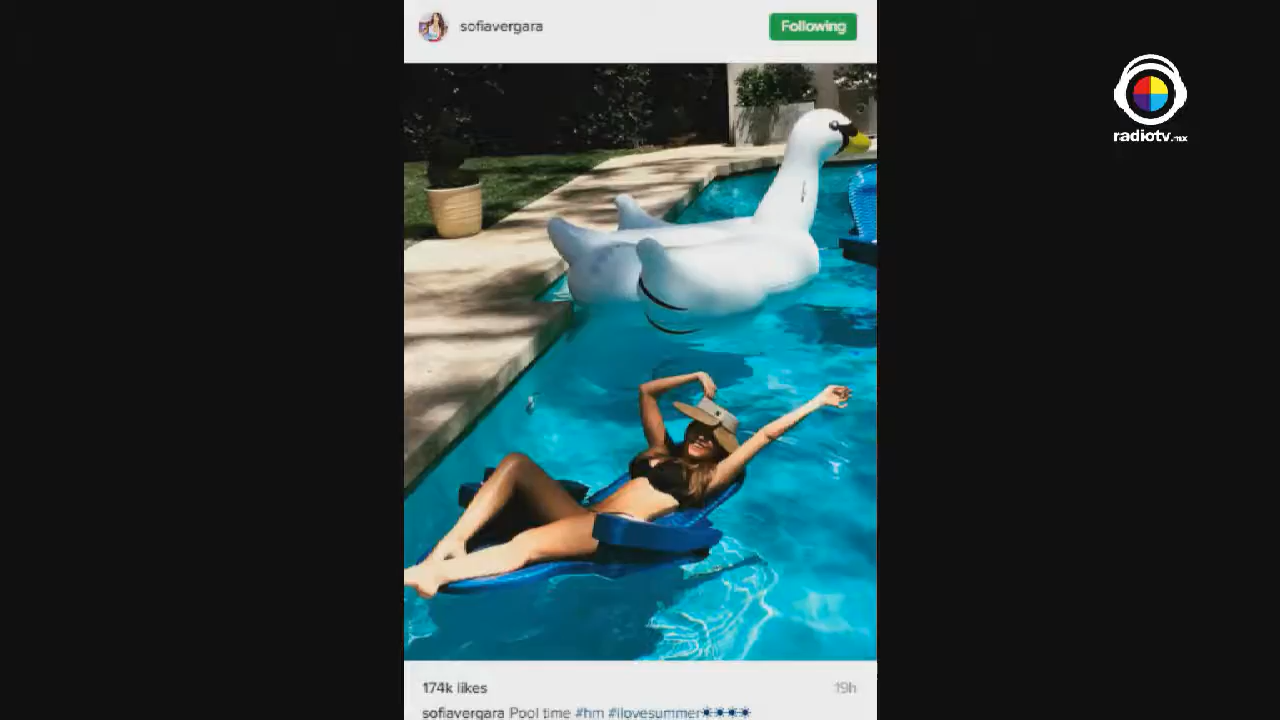 sofiavergara
Following
radiotv.mx
174k likes
19h
sofiavergara Pool time #hm #ilovesummer☀☀☀☀